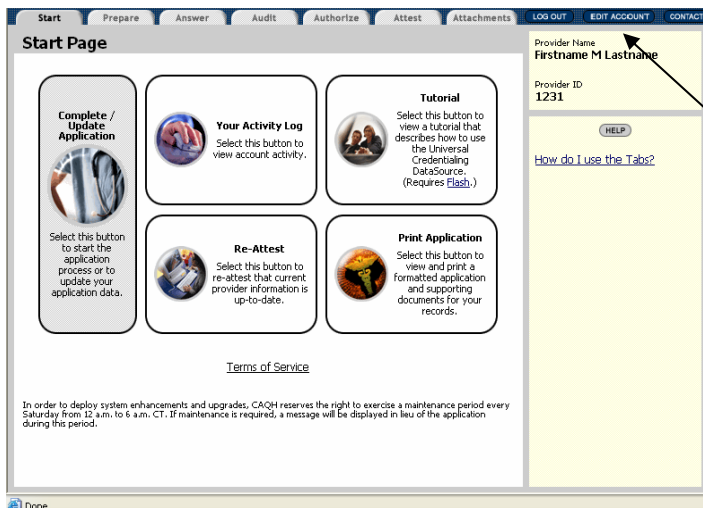 Start Prepare Answer Audit Authorize Attest Attachments LOG OUT EDIT ACCOUNT CONTACT
Start Page
Complete /
Update
Application
Select this button
to start the
application
process or to
update your
application data.
Your Activity Log
Select this button to
view account activity.
Tutorial
Select this button to
view a tutorial that
describes how to use
the Universal
Credentialing
DataSource.
(Requires Flash.)
Re-Attest
Select this button to
re-attest that current
provider information is
up-to-date.
Print Application
Select this button to
view and print a
formatted application
and supporting
documents for your
records.
Terms of Service
In order to deploy system enhancements and upgrades, CAQH reserves the right to exercise a maintenance period every
Saturday from 12 a.m. to 6 a.m. CT. If maintenance is required, a message will be displayed in lieu of the application
during this period.
Provider Name
Firstname M Lastname
Provider ID
1231
HELP
How do I use the Tabs?
Done